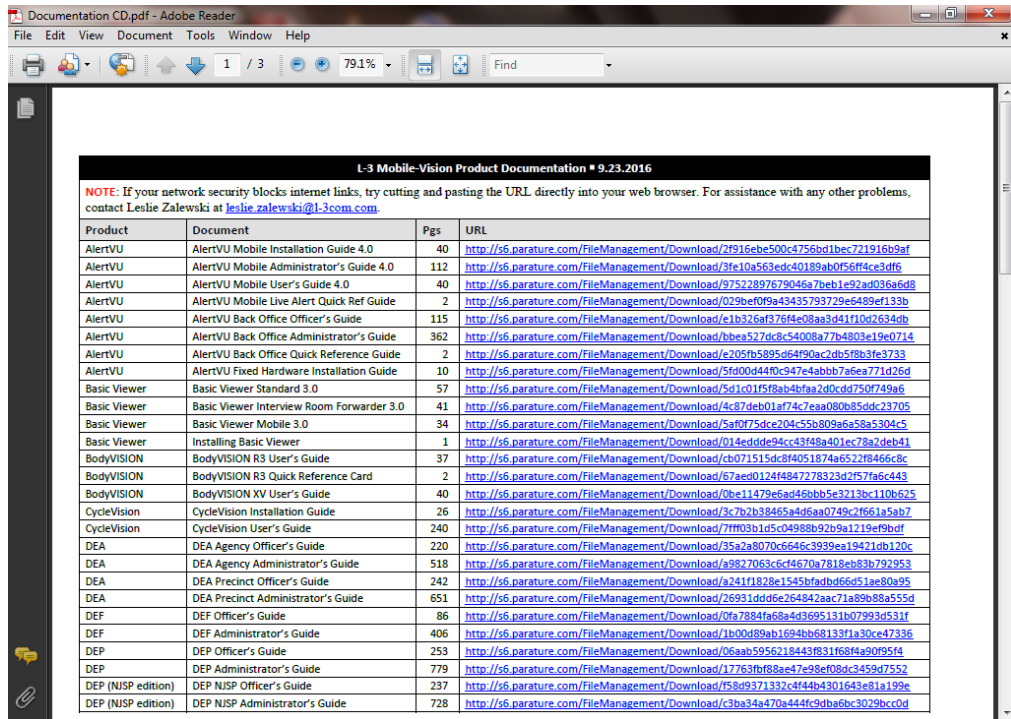 Documentation CD.pdf - Adobe Reader
File Edit View Document Tools Window Help
1 / 3 79.1% Find
L-3 Mobile-Vision Product Documentation ▪ 9.23.2016
NOTE: If your network security blocks internet links, try cutting and pasting the URL directly into your web browser. For assistance with any other problems,
contact Leslie Zalewski at leslie.zalewski@l-3com.com.
Product Document Pgs URL
AlertVU AlertVU Mobile Installation Guide 4.0 40 http://s6.parature.com/FileManagement/Download/2f916ebe500c4756bd1bec721916b9af
AlertVU AlertVU Mobile Administrator's Guide 4.0 112 http://s6.parature.com/FileManagement/Download/3fe10a563edc40189ab0f56ff4ce3df6
AlertVU AlertVU Mobile User's Guide 4.0 40 http://s6.parature.com/FileManagement/Download/97522897679046a7beb1e92ad036a6d8
AlertVU AlertVU Mobile Live Alert Quick Ref Guide 2 http://s6.parature.com/FileManagement/Download/029bef0f9a43435793729e6489ef133b
AlertVU AlertVU Back Office Officer's Guide 115 http://s6.parature.com/FileManagement/Download/e1b326af376f4e08aa3d41f10d2634db
AlertVU AlertVU Back Office Administrator's Guide 362 http://s6.parature.com/FileManagement/Download/bbea527dc8c54008a77b4803e19e0714
AlertVU AlertVU Back Office Quick Reference Guide 2 http://s6.parature.com/FileManagement/Download/e205fb5895d64f90ac2db5f8b3fe3733
AlertVU AlertVU Fixed Hardware Installation Guide 10 http://s6.parature.com/FileManagement/Download/5fd00d44f0c947e4abbb7a6ea771d26d
Basic Viewer Basic Viewer Standard 3.0 57 http://s6.parature.com/FileManagement/Download/5d1c01f5f8ab4bfaa2d0cdd750f749a6
Basic Viewer Basic Viewer Interview Room Forwarder 3.0 41 http://s6.parature.com/FileManagement/Download/4c87deb01af74c7eaa080b85ddc23705
Basic Viewer Basic Viewer Mobile 3.0 34 http://s6.parature.com/FileManagement/Download/5af0f75dce204c55b809a6a58a5304c5
Basic Viewer Installing Basic Viewer 1 http://s6.parature.com/FileManagement/Download/014eddde94cc43f48a401ec78a2deb41
BodyVISION BodyVISION R3 User's Guide 37 http://s6.parature.com/FileManagement/Download/cb071515dc8f4051874a6522f8466c8c
BodyVISION BodyVISION R3 Quick Reference Card 2 http://s6.parature.com/FileManagement/Download/67aed0124f4847278323d2f57fa6c443
BodyVISION BodyVISION XV User's Guide 40 http://s6.parature.com/FileManagement/Download/0be11479e6ad46bbb5e3213bc110b625
CycleVision CycleVision Installation Guide 26 http://s6.parature.com/FileManagement/Download/3c7b2b38465a4d6aa0749c2f661a5ab7
CycleVision CycleVision User's Guide 240 http://s6.parature.com/FileManagement/Download/7fff03b1d5c04988b92b9a1219ef9bdf
DEA DEA Agency Officer's Guide 220 http://s6.parature.com/FileManagement/Download/35a2a8070c6646c3939ea19421db120c
DEA DEA Agency Administrator's Guide 518 http://s6.parature.com/FileManagement/Download/a9827063c6cf4670a7818eb83b792953
DEA DEA Precinct Officer's Guide 242 http://s6.parature.com/FileManagement/Download/a241f1828e1545bfadbd66d51ae80a95
DEA DEA Precinct Administrator's Guide 651 http://s6.parature.com/FileManagement/Download/26931ddd6e264842aac71a89b88a555d
DEF DEF Officer's Guide 86 http://s6.parature.com/FileManagement/Download/0fa7884fa68a4d3695131b07993d531f
DEF DEF Administrator's Guide 406 http://s6.parature.com/FileManagement/Download/1b00d89ab1694bb68133f1a30ce47336
DEP DEP Officer's Guide 253 http://s6.parature.com/FileManagement/Download/06aab5956218443f831f68f4a90f95f4
DEP DEP Administrator's Guide 779 http://s6.parature.com/FileManagement/Download/17763fbf88ae47e98ef08dc3459d7552
DEP (NJSP edition) DEP NJSP Officer's Guide 237 http://s6.parature.com/FileManagement/Download/f58d9371332c4f44b4301643e81a199e
DEP (NJSP edition) DEP NJSP Administrator's Guide 728 http://s6.parature.com/FileManagement/Download/c3ba34a470a444fc9dba6bc3029bcc0d